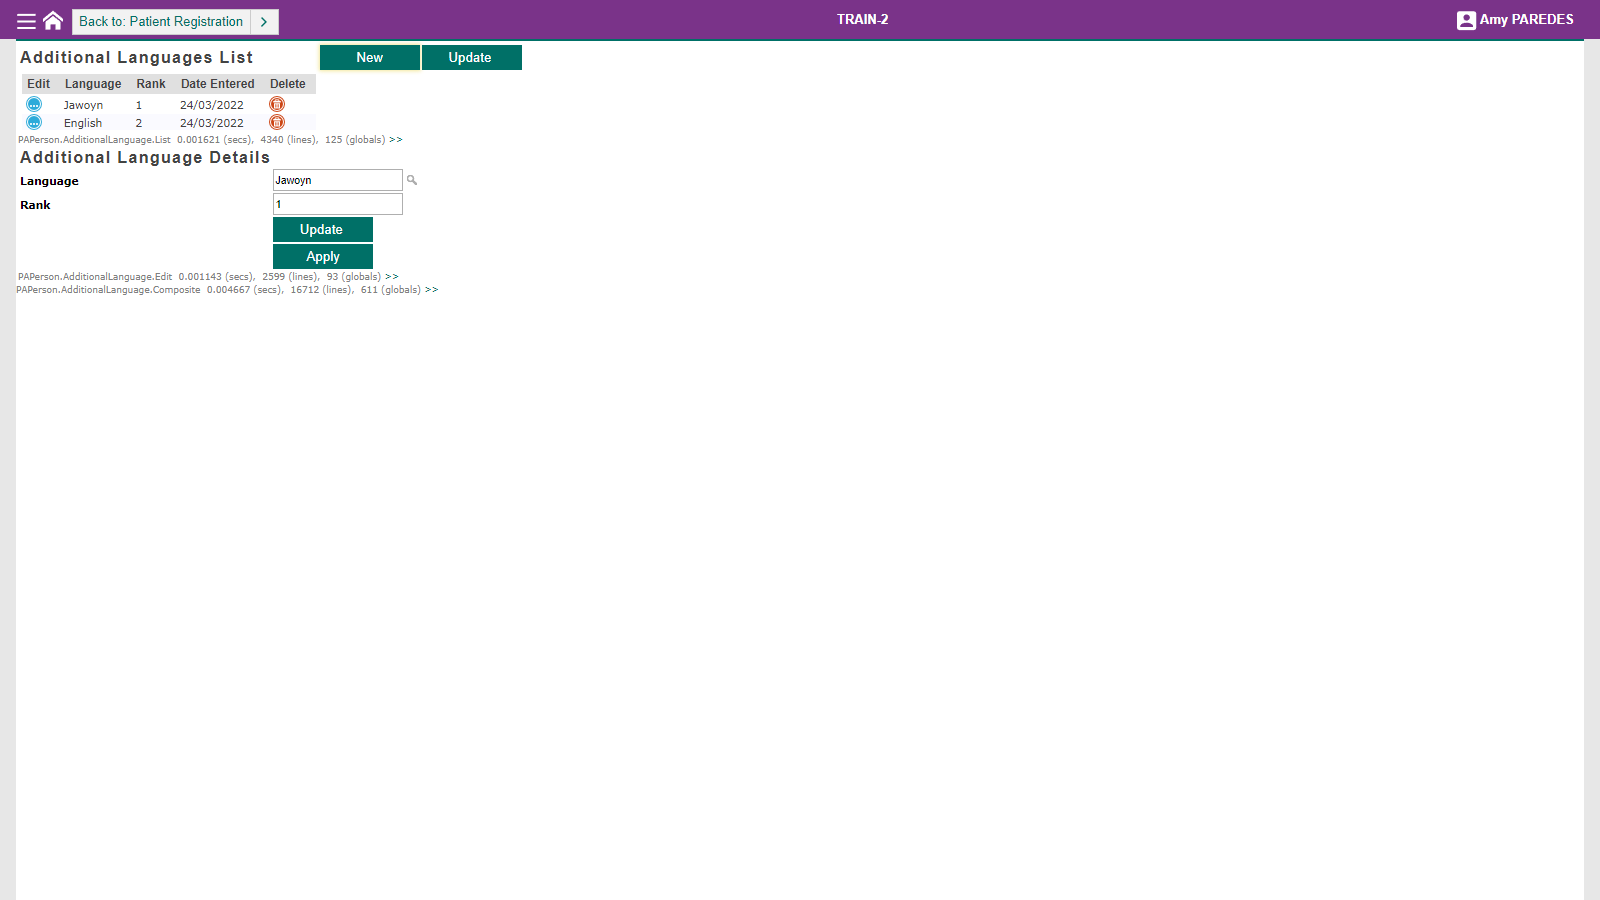 Back to: Patient Registration >
TRAIN-2
Amy PAREDES
Additional Languages List New Update
Edit Language Rank Date Entered Delete
Jawoyn 1 24/03/2022
English 2 24/03/2022
PAPerson.AdditionalLanguage.List 0.001621 (secs), 4340 (lines), 125 (globals) >>
Additional Language Details
Language Jawoyn
Rank 1
Update
Apply
PAPerson.AdditionalLanguage.Edit 0.001143 (secs), 2599 (lines), 93 (globals) >>
PAPerson.AdditionalLanguage.Composite 0.004667 (secs), 16712 (lines), 611 (globals) >>